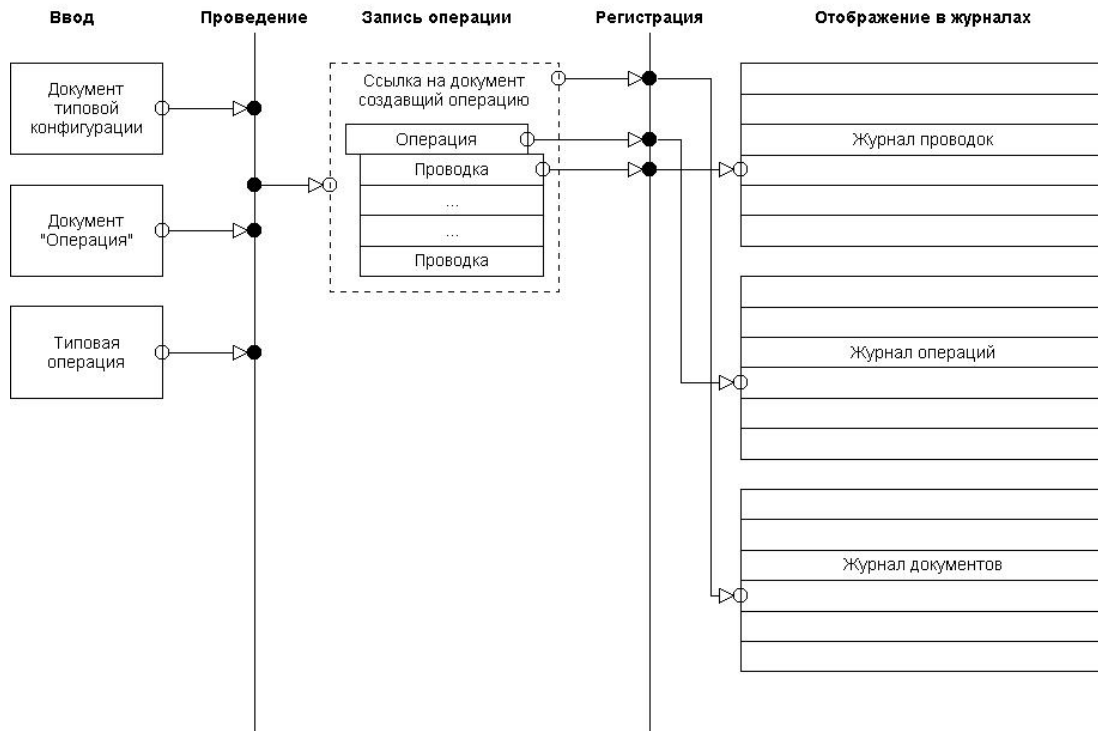 Ввод
Проведение
Запись операции
Регистрация
Отображение в журналах
Документ
типовой
конфигурации
Документ
"Операция"
Типовая
операция
Ссылка на документ
создавщий операцию
Операция
Проводка
...
...
Проводка
Журнал проводок
Журнал операций
Журнал документов